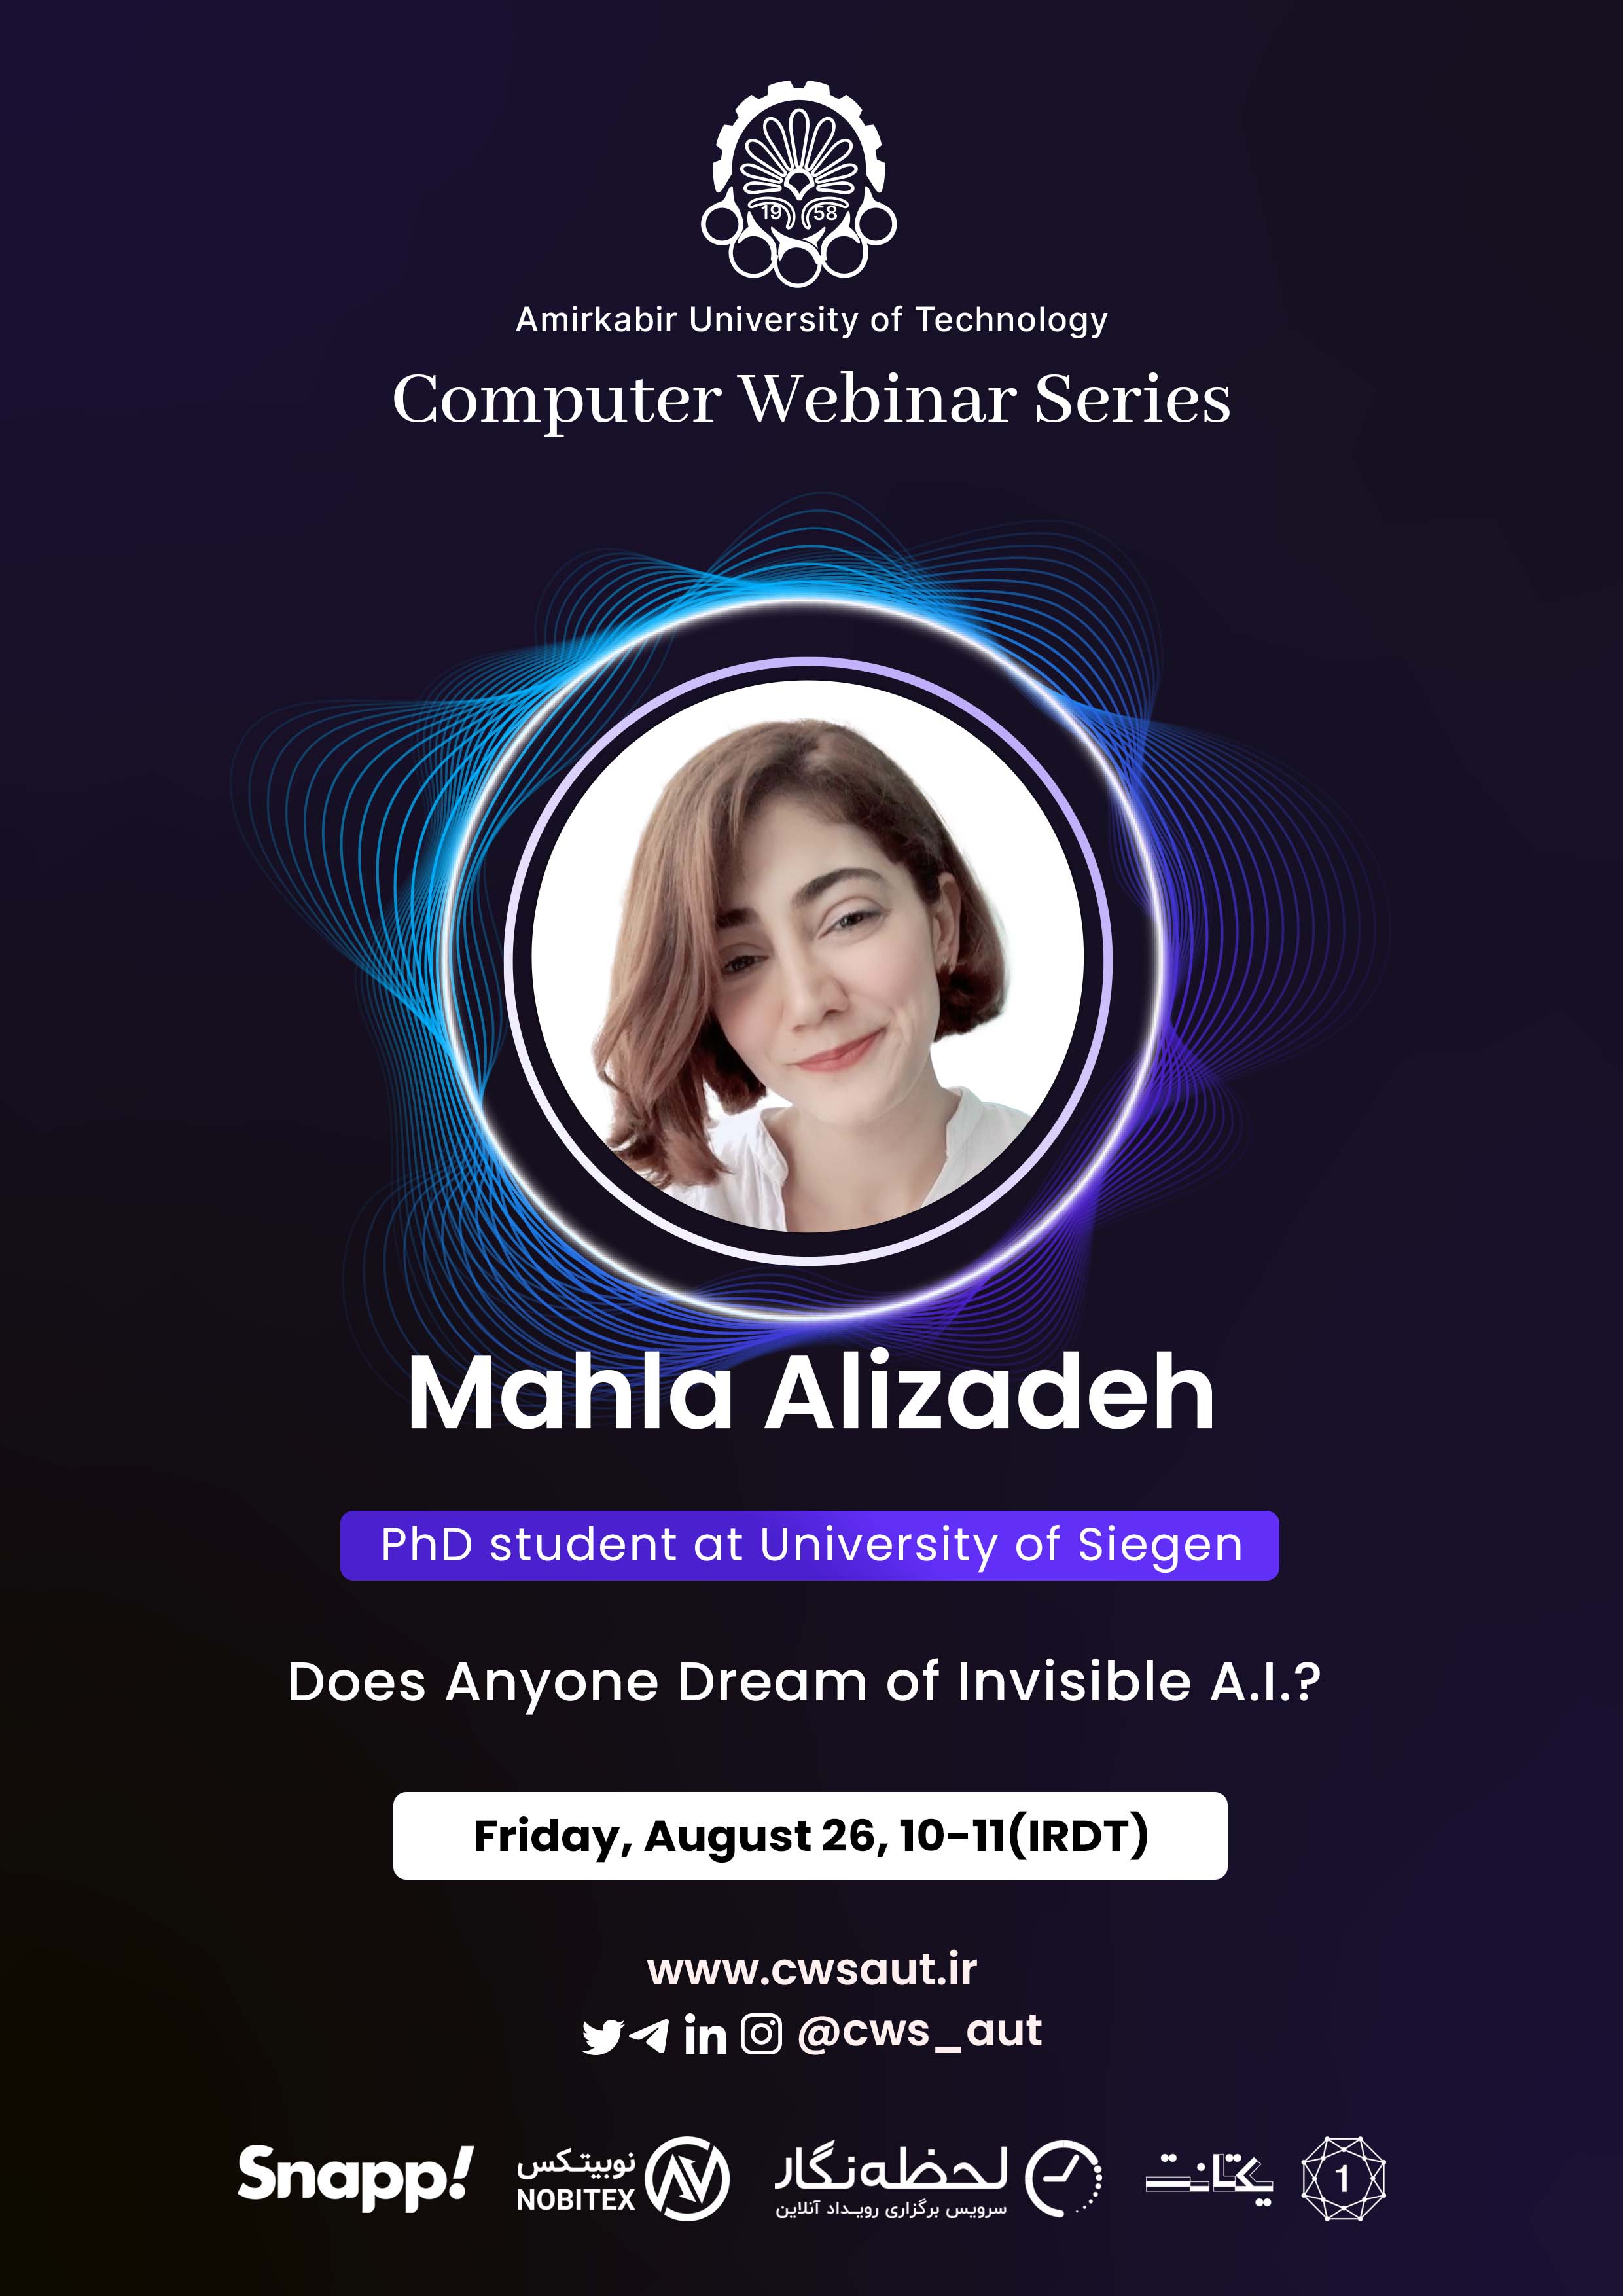 19 58
Amirkabir University of Technology
Computer Webinar Series
Mahla Alizadeh
PhD student at University of Siegen
Does Anyone Dream of Invisible A.I.?
Friday, August 26, 10-11(IRDT)
www.cwsaut.ir
in @cws_aut
Snapp!
نوبیتکس
NOBITEX
لحظه‌نگار
سرویس برگزاری رویداد آنلاین
یکتانت
1